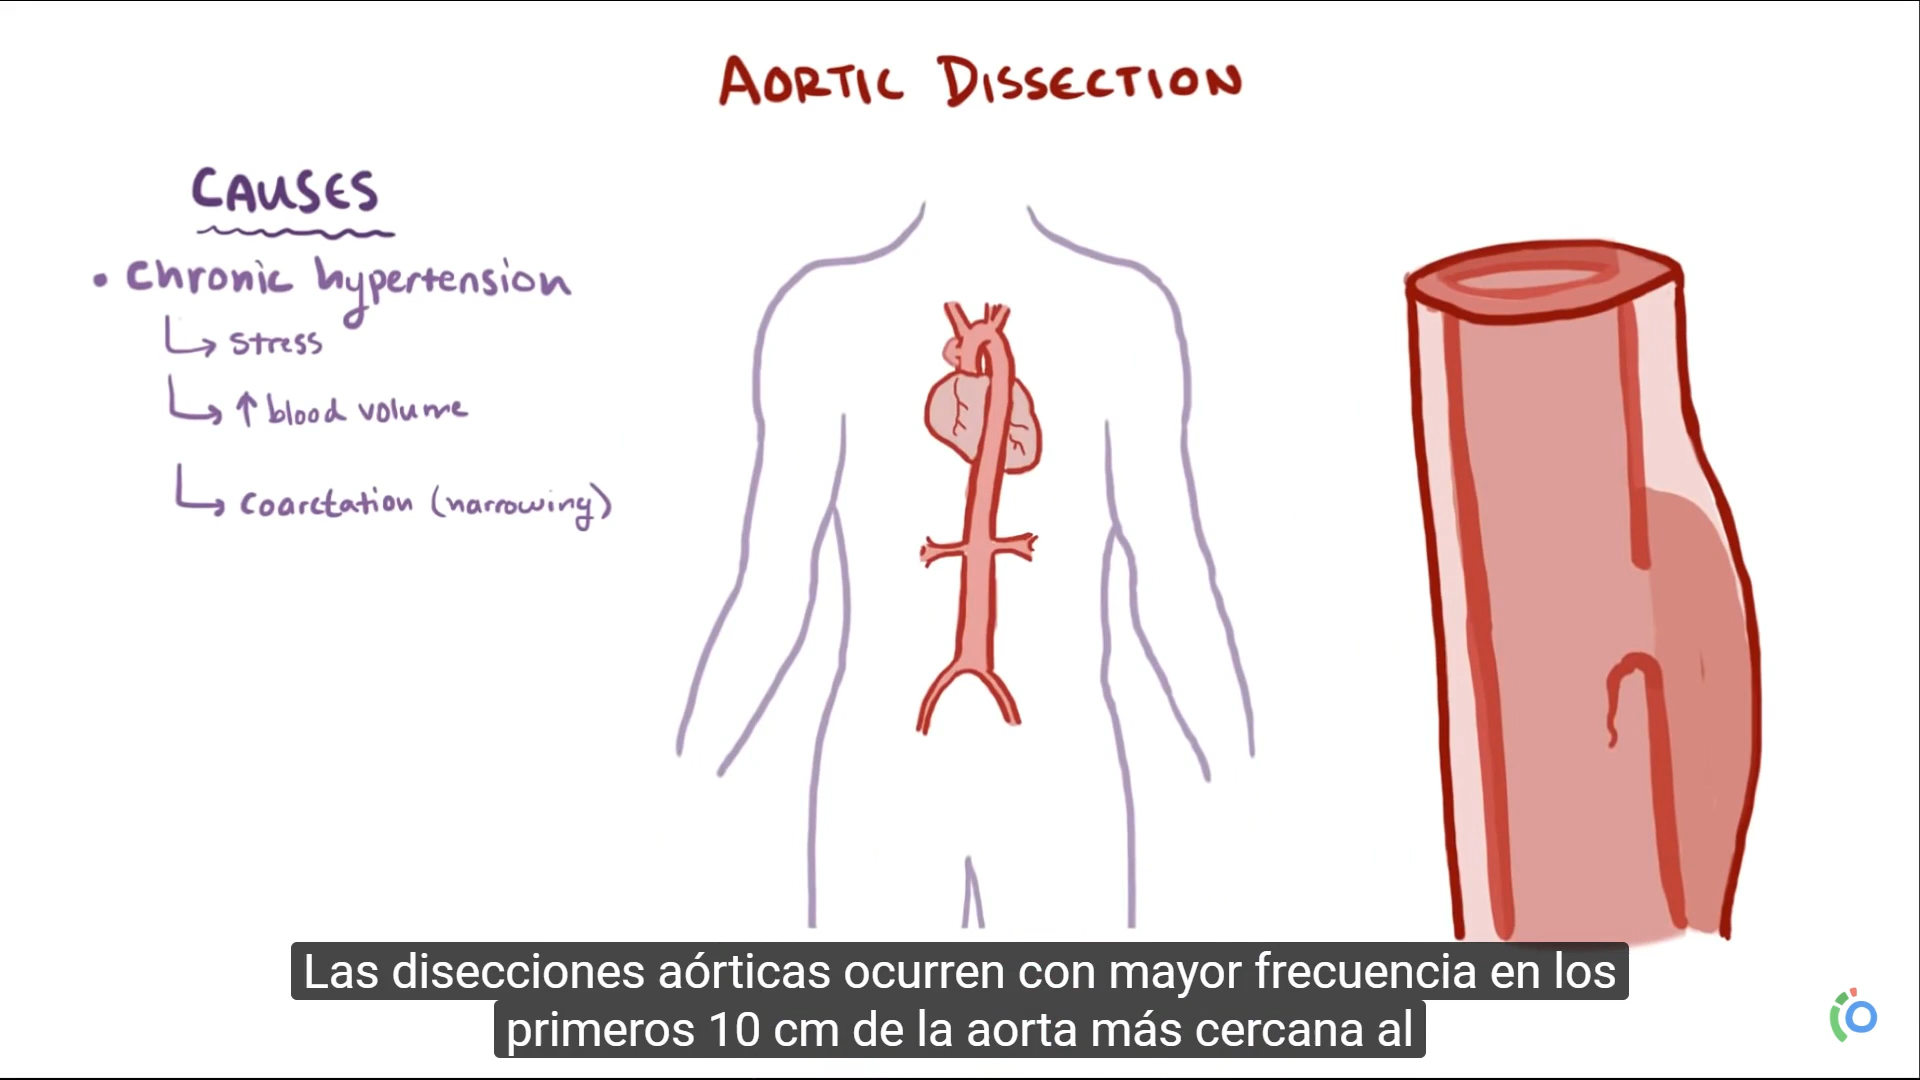 AORTIC DISSECTION
CAUSES
• Chronic hypertension
↳ stress
↳ ↑ blood volume
↳ coarctation (narrowing)
Las disecciones aórticas ocurren con mayor frecuencia en los
primeros 10 cm de la aorta más cercana al